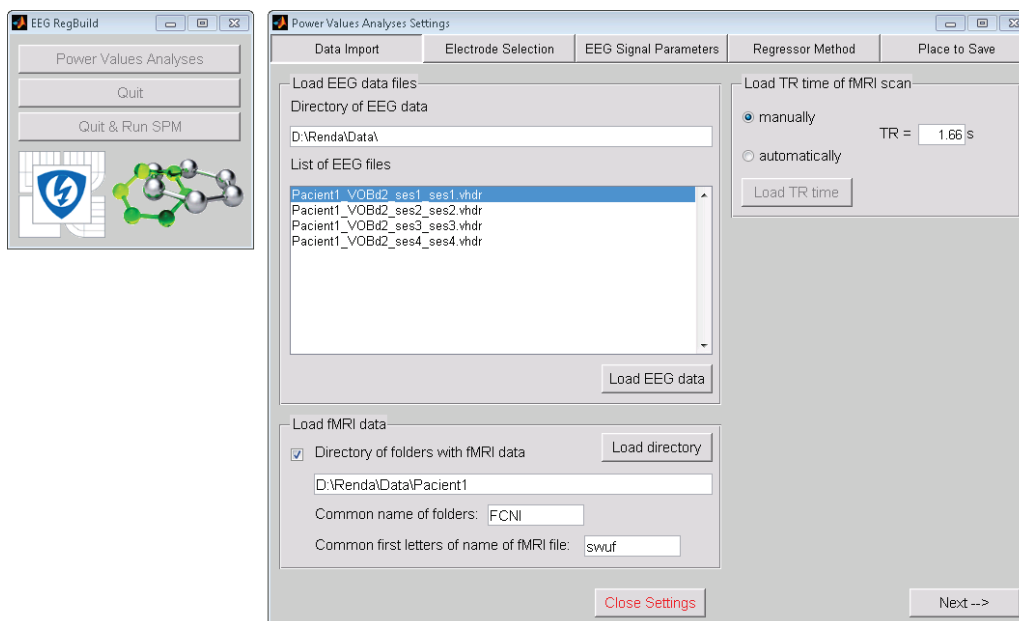 EEG RegBuild
Power Values Analyses
Quit
Quit & Run SPM
Power Values Analyses Settings
Data Import
Electrode Selection
EEG Signal Parameters
Regressor Method
Place to Save
Load EEG data files
Directory of EEG data
D:\Renda\Data\
List of EEG files
Pacient1_VOBd2_ses1_ses1.vhdr
Pacient1_VOBd2_ses2_ses2.vhdr
Pacient1_VOBd2_ses3_ses3.vhdr
Pacient1_VOBd2_ses4_ses4.vhdr
Load EEG data
Load TR time of fMRI scan
manually
TR = 1.66 s
automatically
Load TR time
Load fMRI data
Directory of folders with fMRI data
Load directory
D:\Renda\Data\Pacient1
Common name of folders: FCNI
Common first letters of name of fMRI file: swuf
Close Settings
Next -->